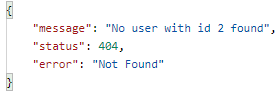 {
    "message": "No user with id 2 found",
    "status": 404,
    "error": "Not Found"
}